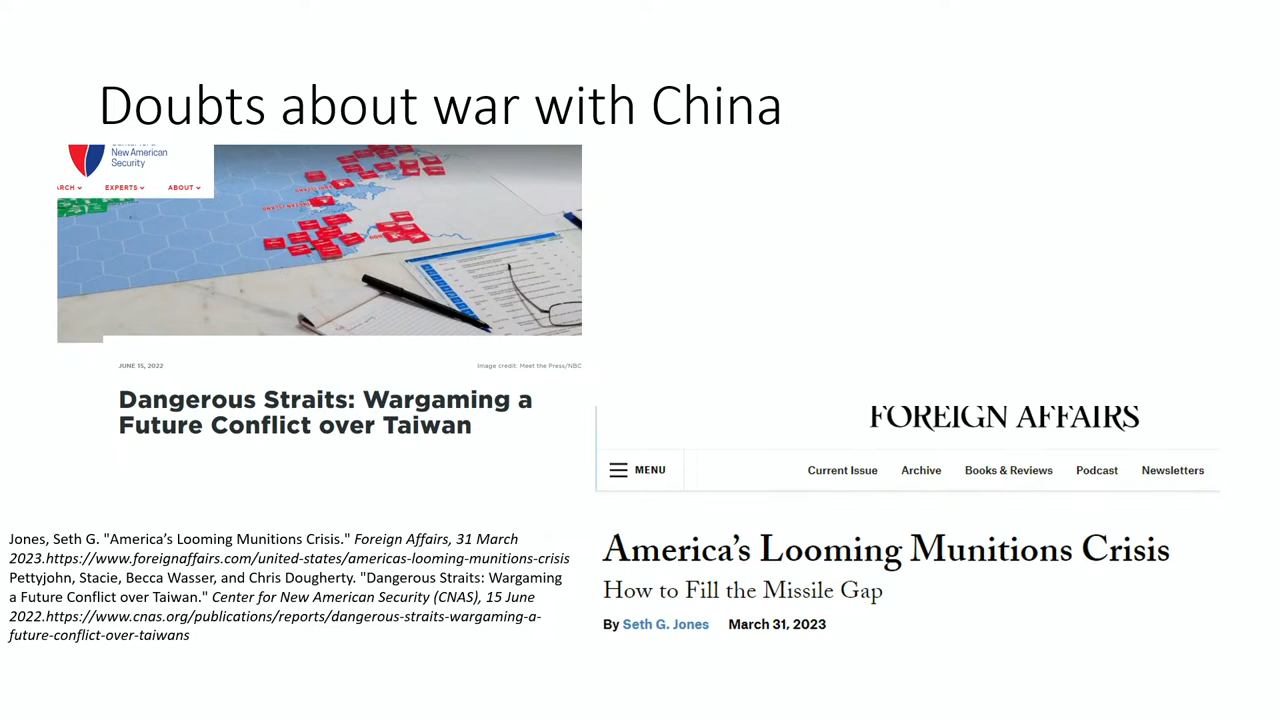 Doubts about war with China
New American
Security
ARCH
EXPERTS
ABOUT
JUNE 15, 2022
Image credit: Meet the Press/NBC
Dangerous Straits: Wargaming a
Future Conflict over Taiwan
FOREIGN AFFAIRS
MENU
Current Issue
Archive
Books & Reviews
Podcast
Newsletters
America's Looming Munitions Crisis
How to Fill the Missile Gap
By Seth G. Jones March 31, 2023
Jones, Seth G. "America's Looming Munitions Crisis." Foreign Affairs, 31 March
2023.https://www.foreignaffairs.com/united-states/americas-looming-munitions-crisis
Pettyjohn, Stacie, Becca Wasser, and Chris Dougherty. "Dangerous Straits: Wargaming
a Future Conflict over Taiwan." Center for New American Security (CNAS), 15 June
2022.https://www.cnas.org/publications/reports/dangerous-straits-wargaming-a-
future-conflict-over-taiwans